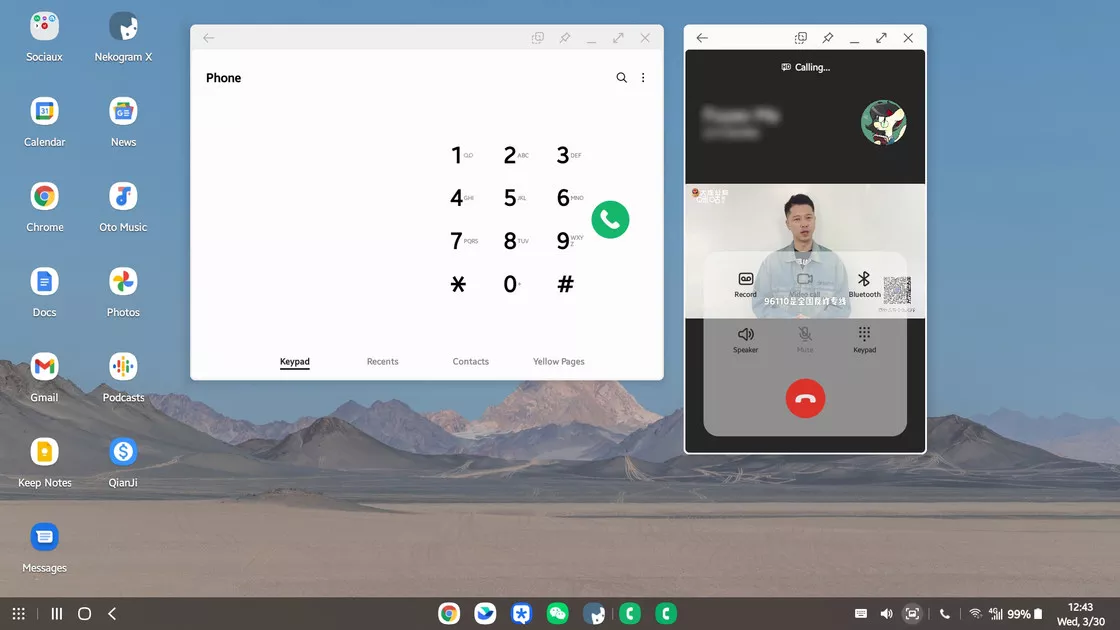 Sociaux
Nekogram X
Calendar
News
Chrome
Oto Music
Docs
Photos
Gmail
Podcasts
Keep Notes
QianJi
Messages
Phone
1
2 ABC
3 DEF
4 GHI
5 JKL
6 MNO
7 PQRS
8 TUV
9 WXYZ
*
0 +
#
Keypad
Recents
Contacts
Yellow Pages
Calling...
Record
Video call
Bluetooth
96110是全国反诈专线
Speaker
Mute
Keypad
4G
99%
12:43
Wed, 3/30